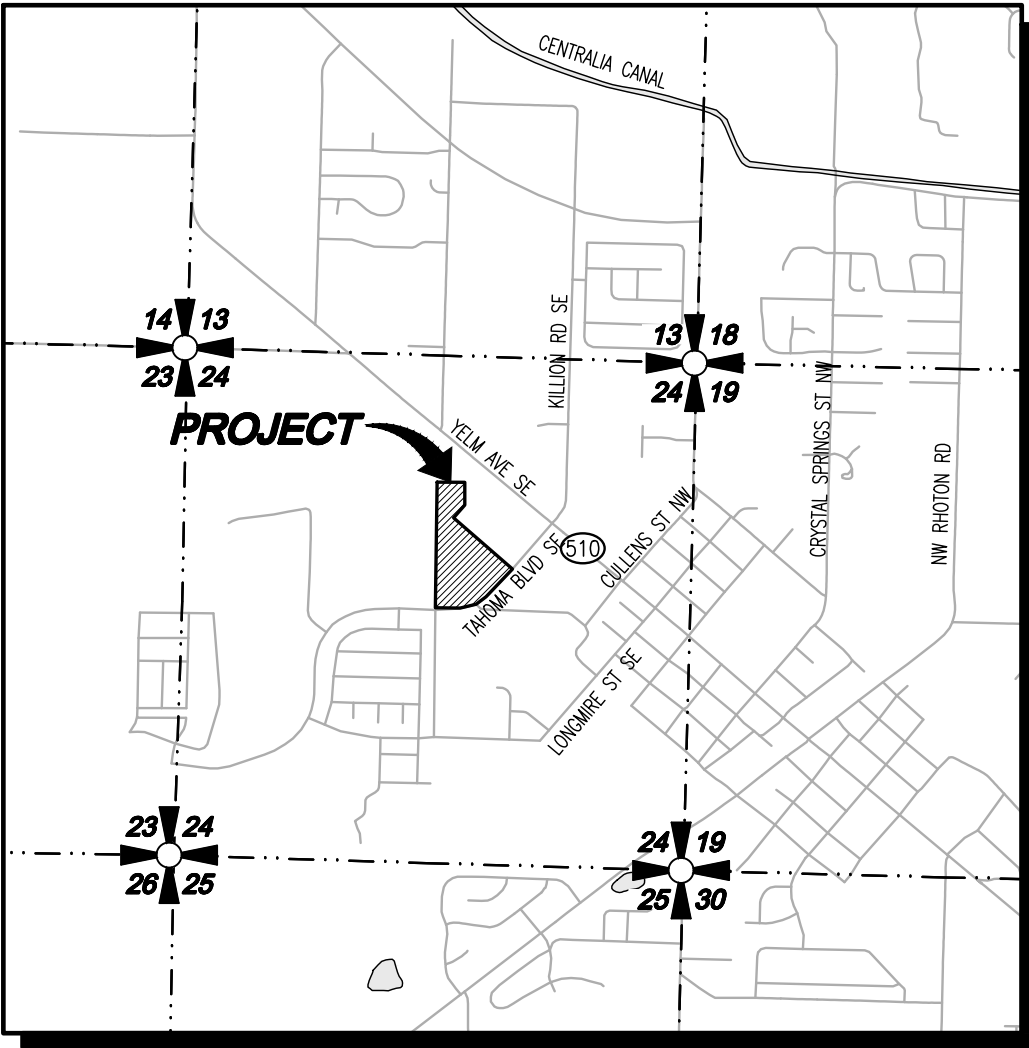 CENTRALIA CANAL
KILLION RD SE
14 13
23 24
13 18
24 19
PROJECT
YELM AVE SE
CRYSTAL SPRINGS ST NW
NW RHOTON RD
510
CULLENS ST NW
TAHOMA BLVD SE
LONGMIRE ST SE
23 24
26 25
24 19
25 30